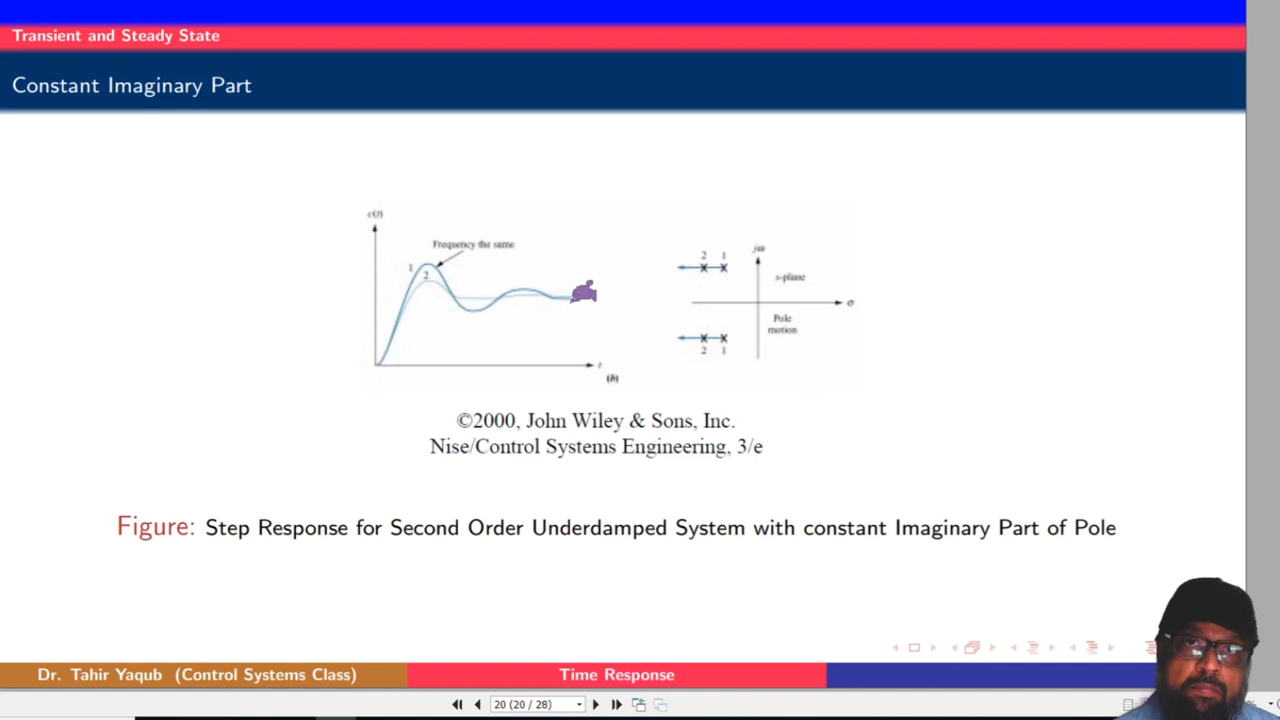 Transient and Steady State
Constant Imaginary Part
c(t)
Frequency the same
1
2
t
(b)
2 1
jω
s-plane
σ
Pole
motion
2 1
©2000, John Wiley & Sons, Inc.
Nise/Control Systems Engineering, 3/e
Figure: Step Response for Second Order Underdamped System with constant Imaginary Part of Pole
Dr. Tahir Yaqub (Control Systems Class)
Time Response
20 (20 / 28)